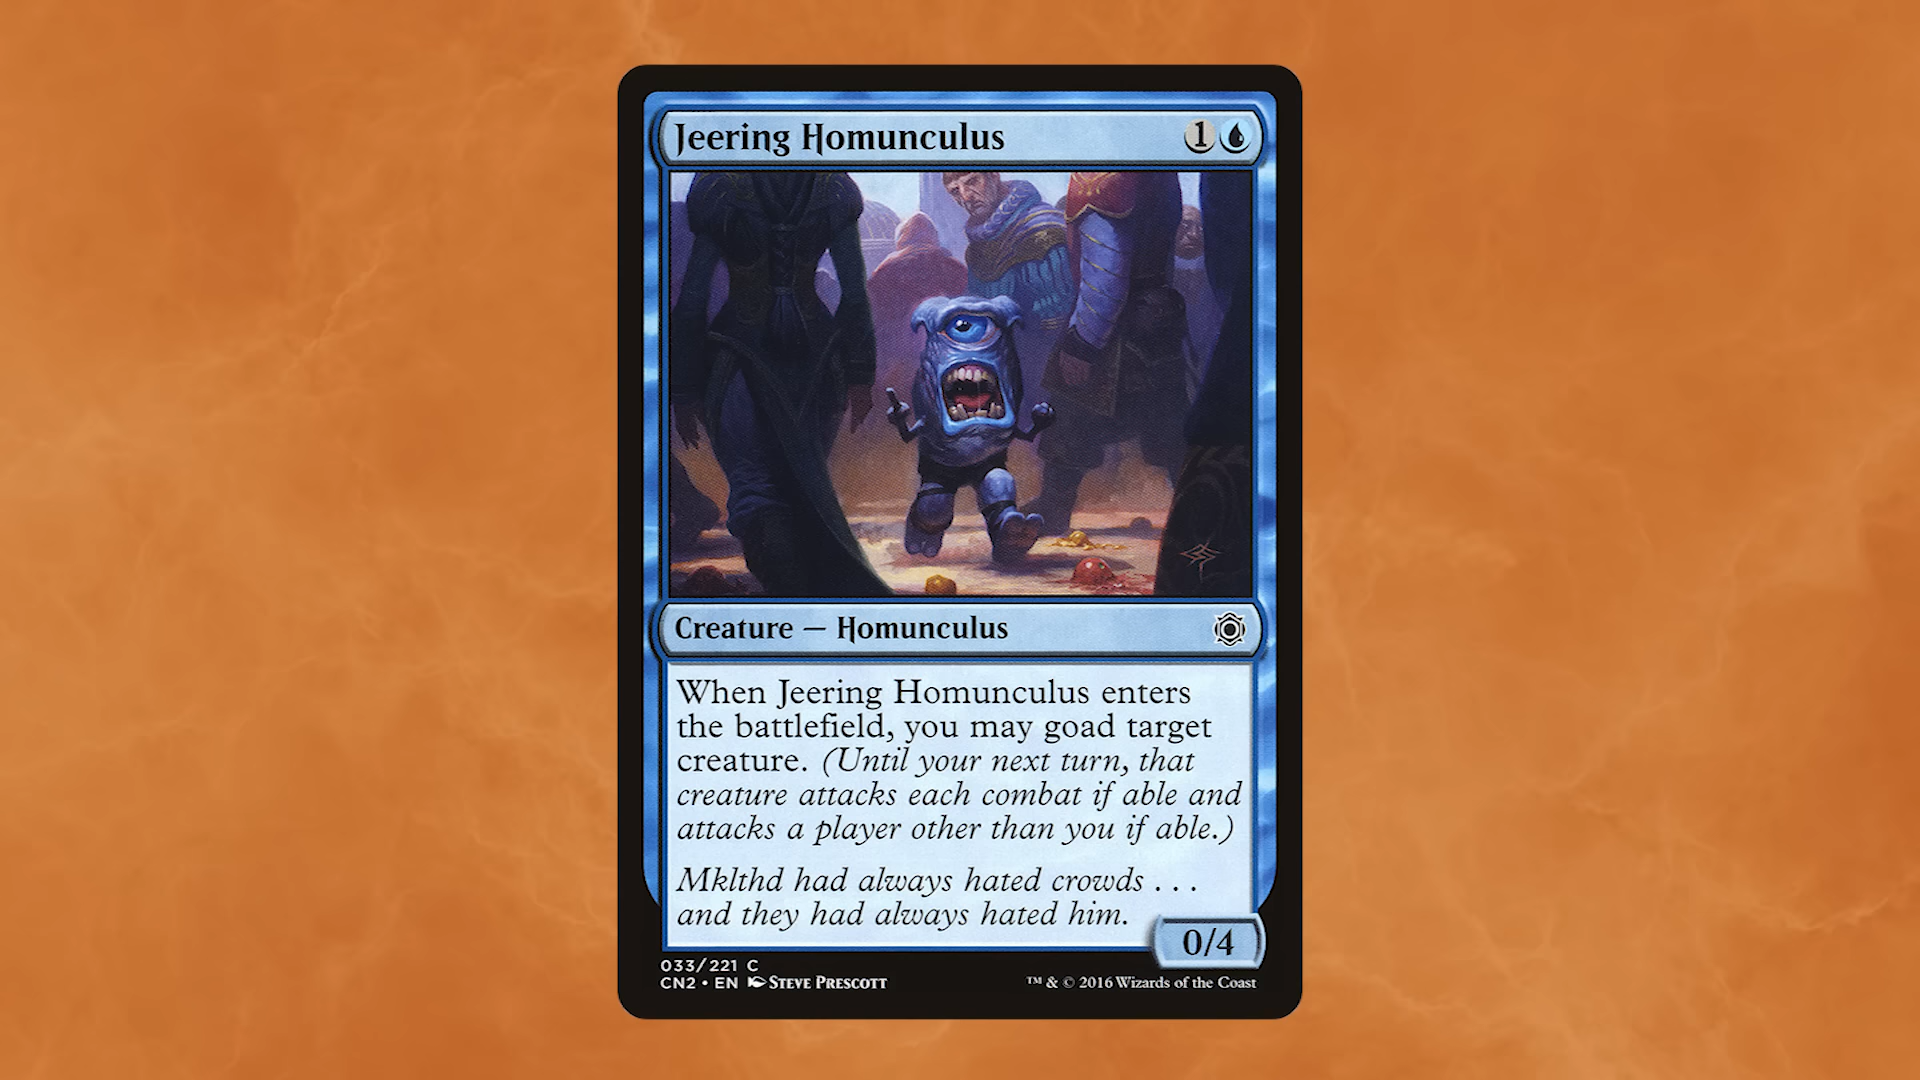 Jeering Homunculus 1
Creature — Homunculus
When Jeering Homunculus enters
the battlefield, you may goad target
creature. (Until your next turn, that
creature attacks each combat if able and
attacks a player other than you if able.)
Mklthd had always hated crowds . . .
and they had always hated him.
0/4
033/221 C
CN2 • EN Steve Prescott
™ & © 2016 Wizards of the Coast